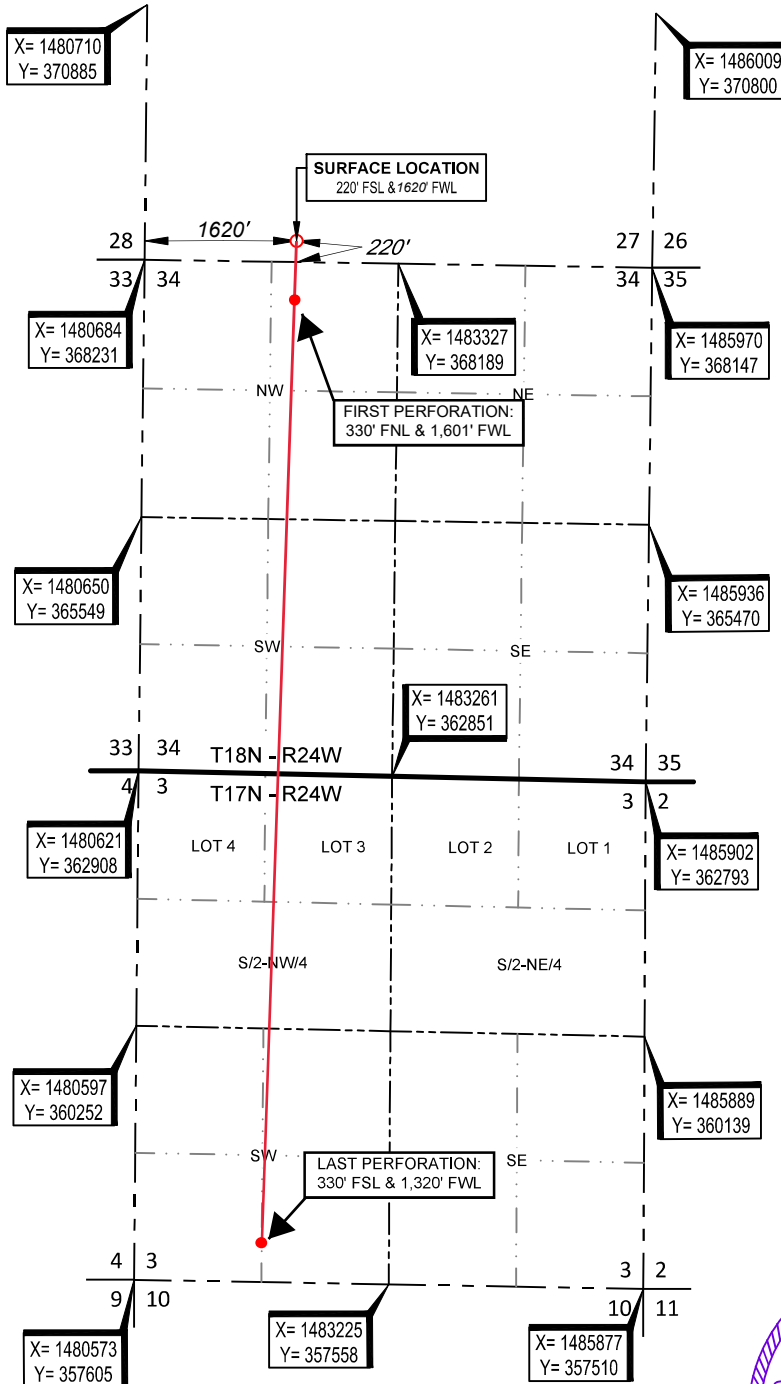 X= 1480710
Y= 370885
X= 1486009
Y= 370800
SURFACE LOCATION
220' FSL & 1620' FWL
1620'
220'
28
27 26
33 34
34 35
X= 1480684
Y= 368231
X= 1483327
Y= 368189
X= 1485970
Y= 368147
NW
NE
FIRST PERFORATION:
330' FNL & 1,601' FWL
X= 1480650
Y= 365549
X= 1485936
Y= 365470
SW
SE
X= 1483261
Y= 362851
33 34
T18N - R24W
34 35
4 3
T17N - R24W
3 2
X= 1480621
Y= 362908
LOT 4
LOT 3
LOT 2
LOT 1
X= 1485902
Y= 362793
S/2-NW/4
S/2-NE/4
X= 1480597
Y= 360252
X= 1485889
Y= 360139
SW
SE
LAST PERFORATION:
330' FSL & 1,320' FWL
4 3
3 2
9 10
10 11
X= 1480573
Y= 357605
X= 1483225
Y= 357558
X= 1485877
Y= 357510